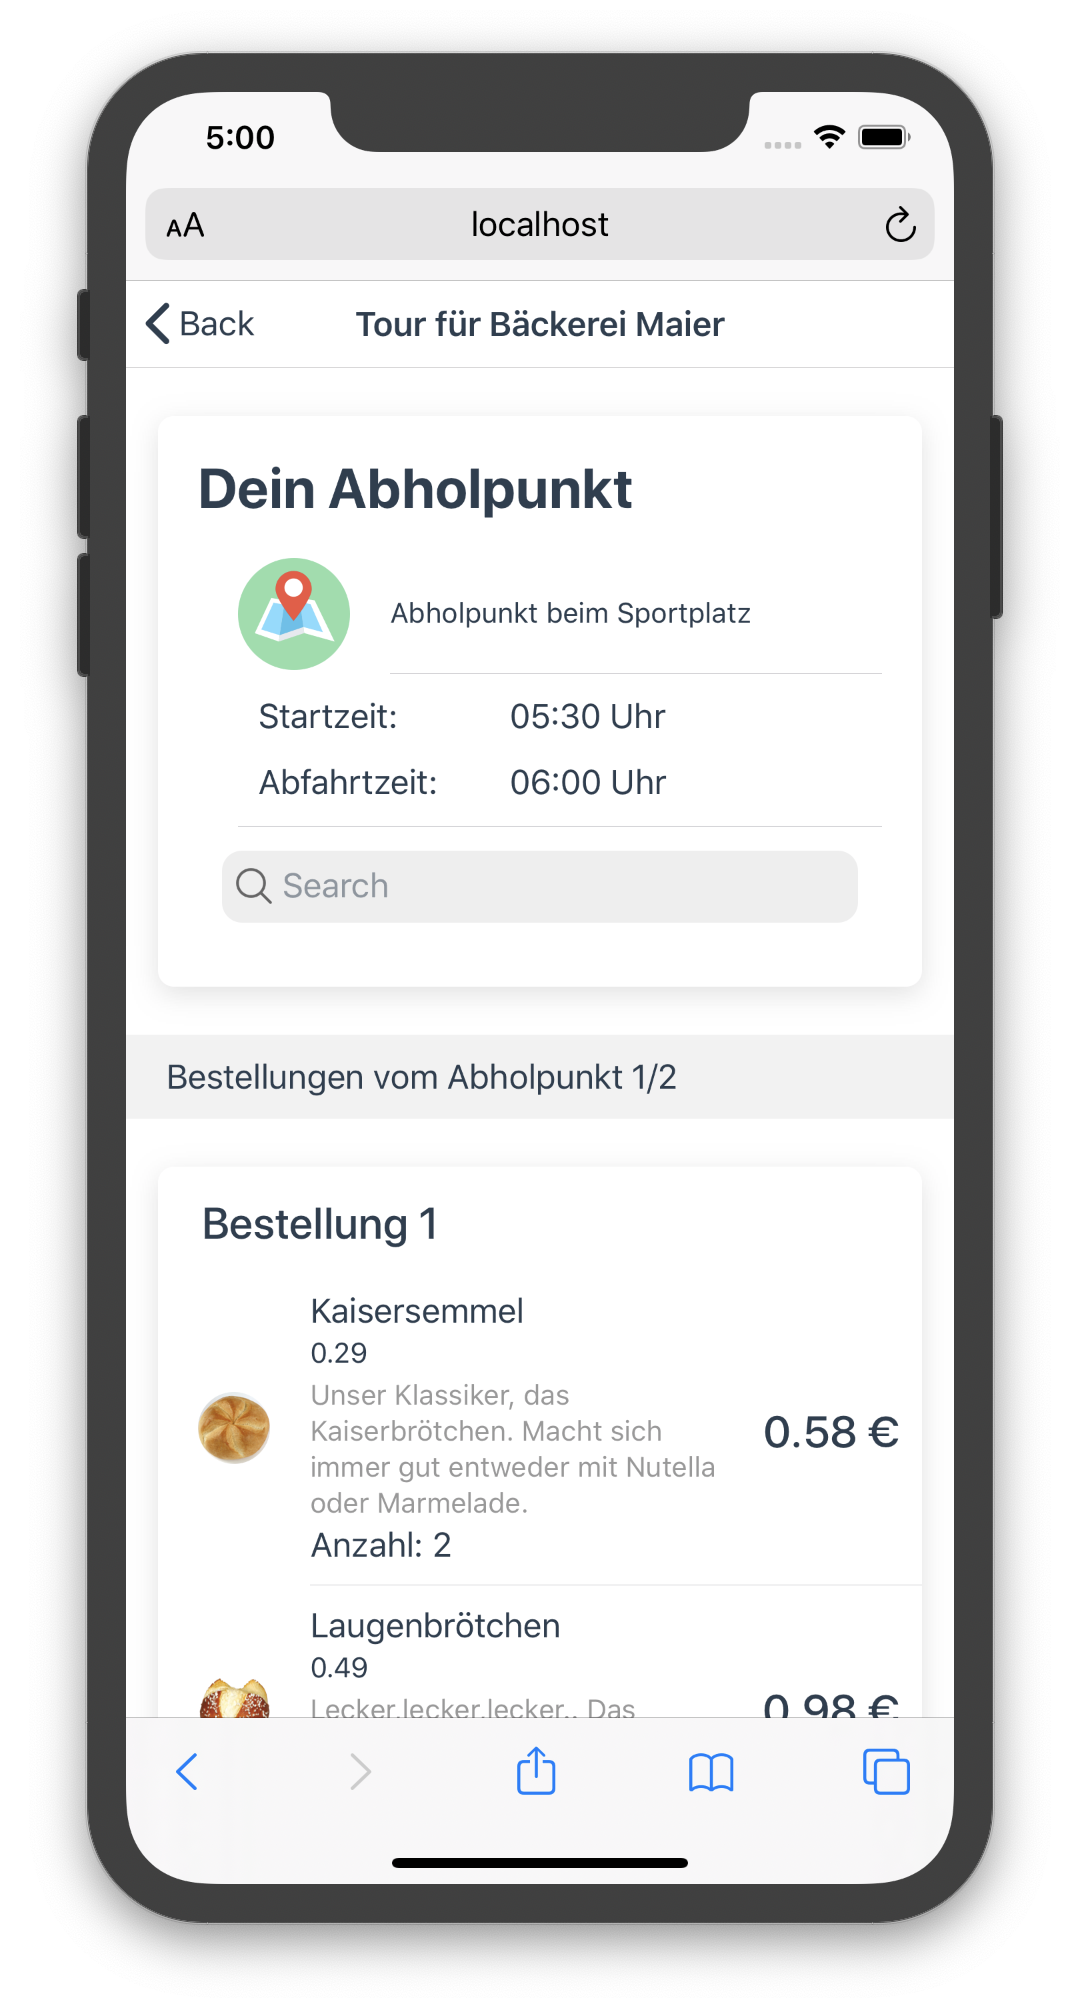 5:00
AA localhost
Back Tour für Bäckerei Maier
Dein Abholpunkt
Abholpunkt beim Sportplatz
Startzeit: 05:30 Uhr
Abfahrtzeit: 06:00 Uhr
Search
Bestellungen vom Abholpunkt 1/2
Bestellung 1
Kaisersemmel
0.29
Unser Klassiker, das
Kaiserbrötchen. Macht sich
immer gut entweder mit Nutella
oder Marmelade.
0.58 €
Anzahl: 2
Laugenbrötchen
0.49
Lecker,lecker,lecker.. Das
0.98 €